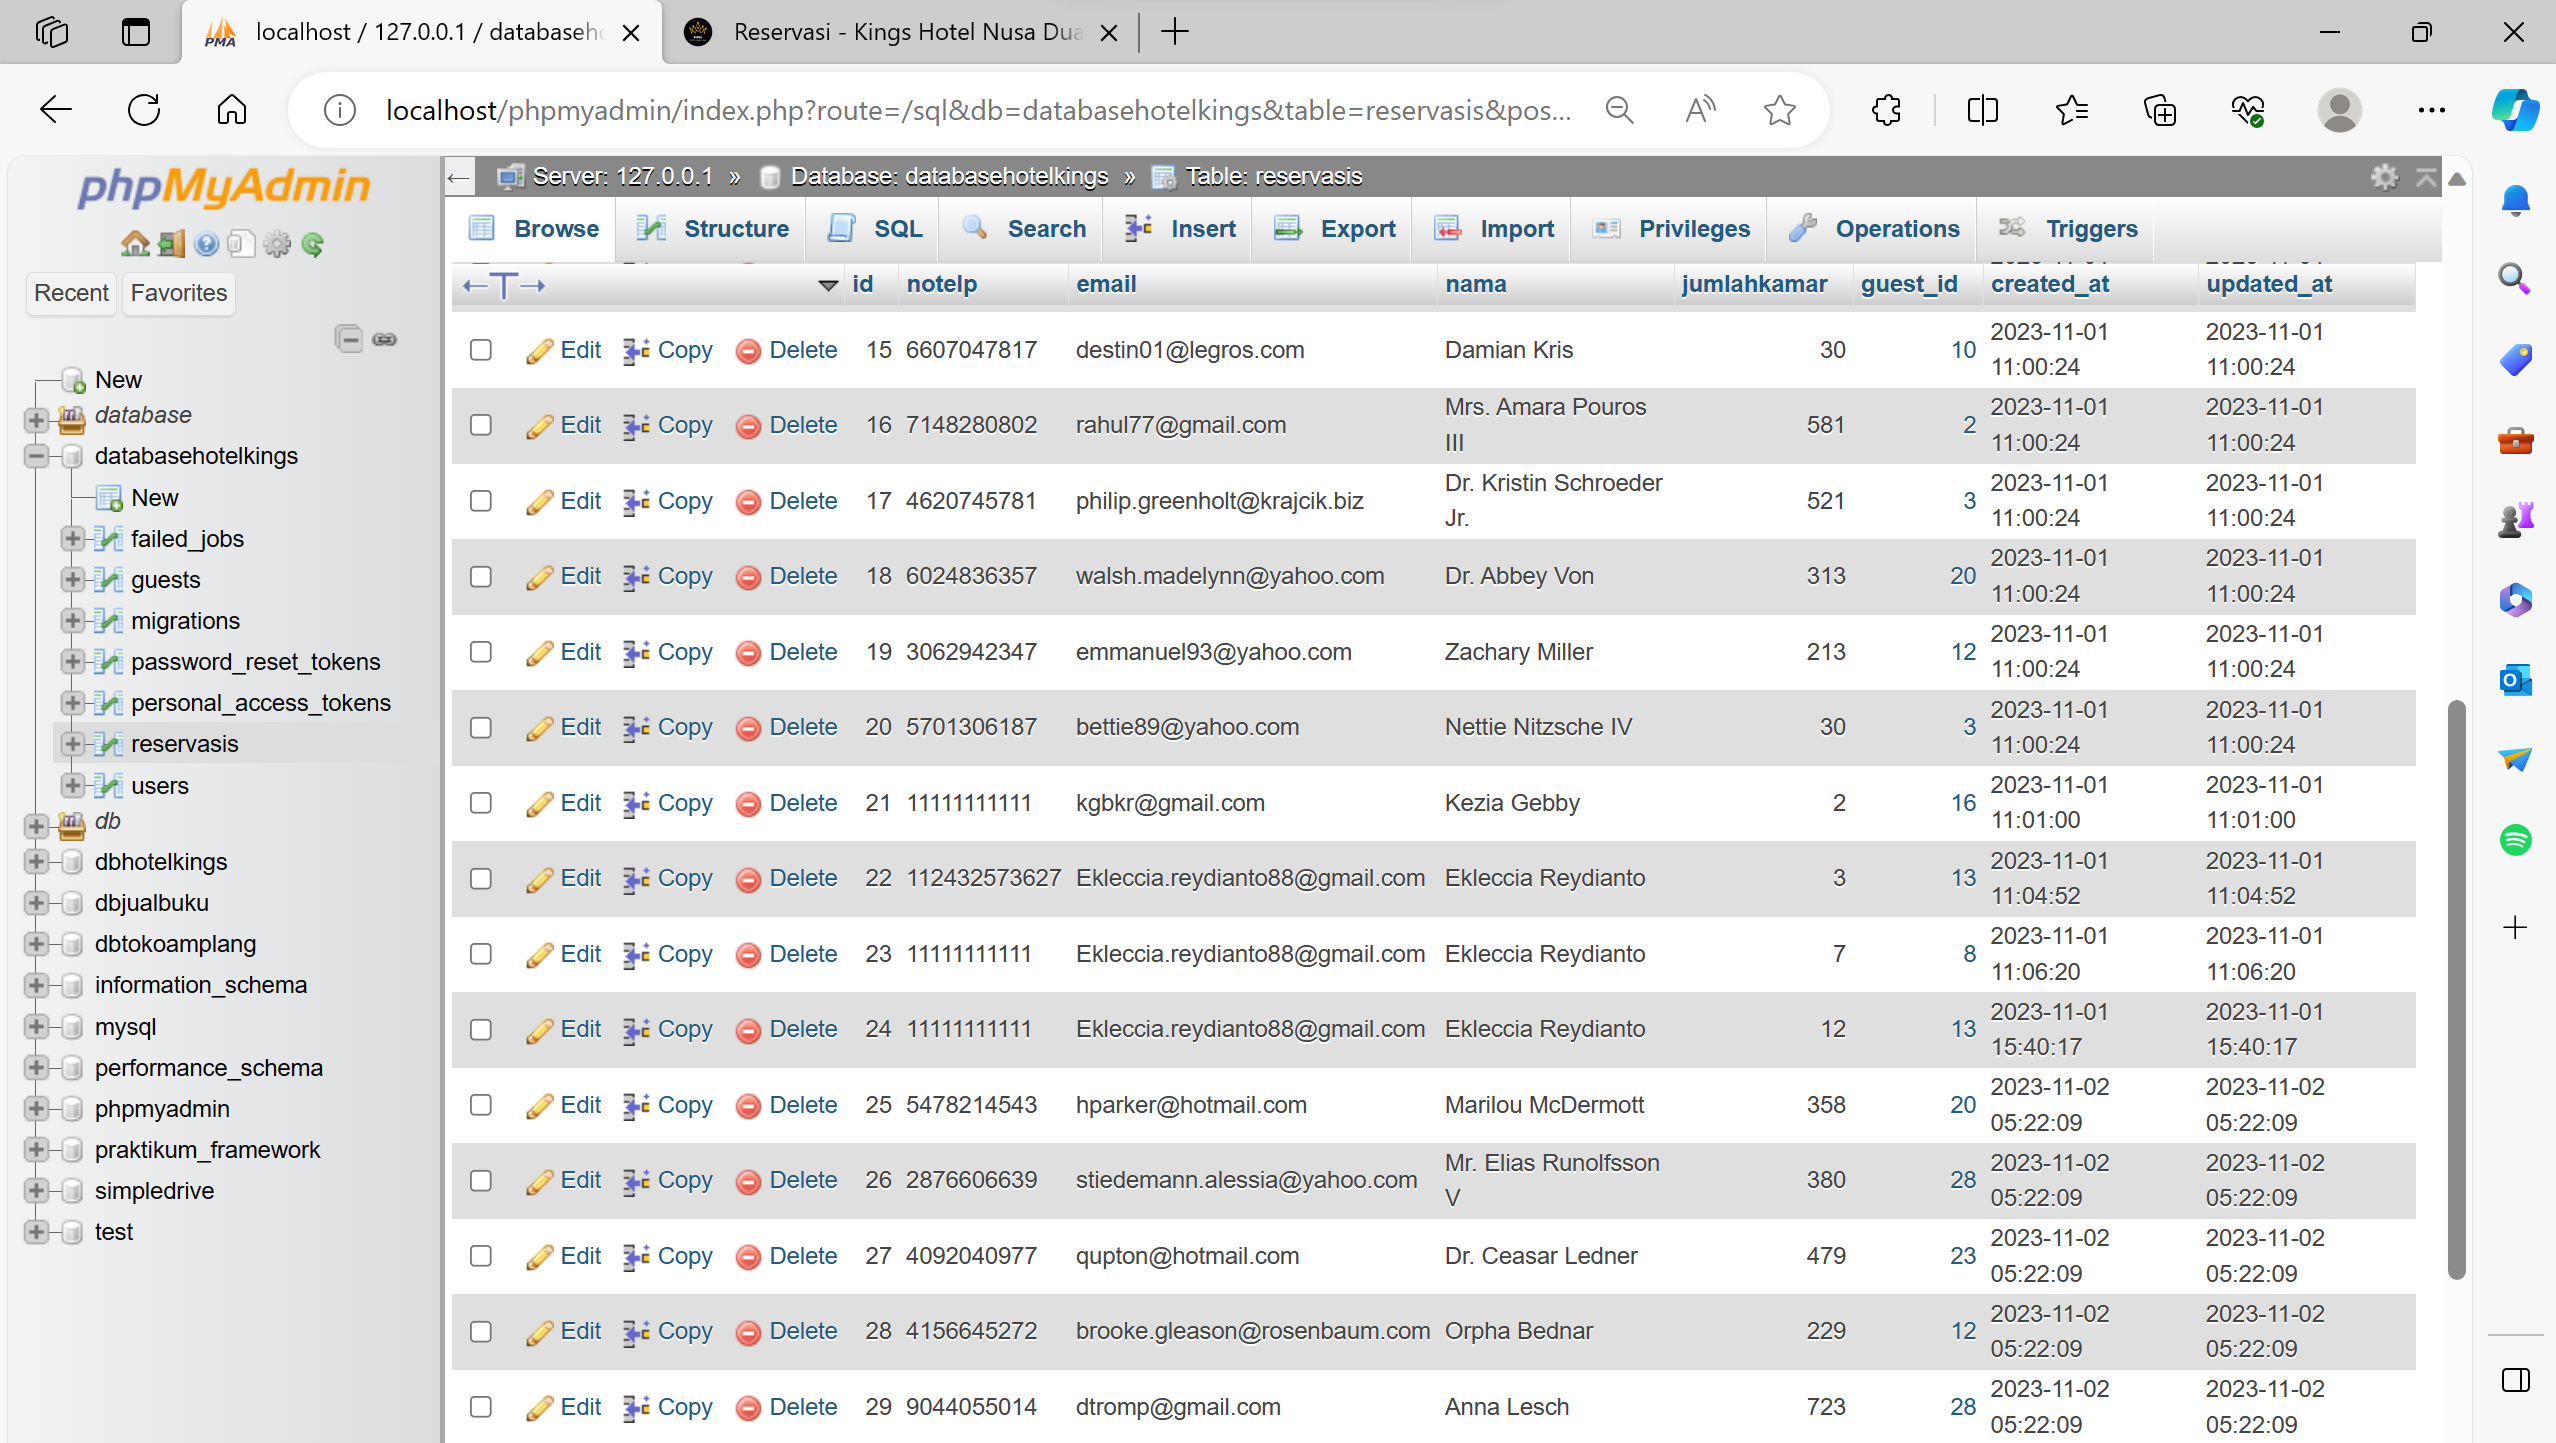 localhost / 127.0.0.1 / databaseho
Reservasi - Kings Hotel Nusa Dua
localhost/phpmyadmin/index.php?route=/sql&db=databasehotelkings&table=reservasis&pos...
phpMyAdmin
Recent Favorites
New
database
databasehotelkings
New
failed_jobs
guests
migrations
password_reset_tokens
personal_access_tokens
reservasis
users
db
dbhotelkings
dbjualbuku
dbtokoamplang
information_schema
mysql
performance_schema
phpmyadmin
praktikum_framework
simpledrive
test
Server: 127.0.0.1 » Database: databasehotelkings » Table: reservasis
Browse Structure SQL Search Insert Export Import Privileges Operations Triggers
id notelp email nama jumlahkamar guest_id created_at updated_at
Edit Copy Delete 15 6607047817 destin01@legros.com Damian Kris 30 10 2023-11-01 11:00:24 2023-11-01 11:00:24
Edit Copy Delete 16 7148280802 rahul77@gmail.com Mrs. Amara Pouros III 581 2 2023-11-01 11:00:24 2023-11-01 11:00:24
Edit Copy Delete 17 4620745781 philip.greenholt@krajcik.biz Dr. Kristin Schroeder Jr. 521 3 2023-11-01 11:00:24 2023-11-01 11:00:24
Edit Copy Delete 18 6024836357 walsh.madelynn@yahoo.com Dr. Abbey Von 313 20 2023-11-01 11:00:24 2023-11-01 11:00:24
Edit Copy Delete 19 3062942347 emmanuel93@yahoo.com Zachary Miller 213 12 2023-11-01 11:00:24 2023-11-01 11:00:24
Edit Copy Delete 20 5701306187 bettie89@yahoo.com Nettie Nitzsche IV 30 3 2023-11-01 11:00:24 2023-11-01 11:00:24
Edit Copy Delete 21 11111111111 kgbkr@gmail.com Kezia Gebby 2 16 2023-11-01 11:01:00 2023-11-01 11:01:00
Edit Copy Delete 22 112432573627 Ekleccia.reydianto88@gmail.com Ekleccia Reydianto 3 13 2023-11-01 11:04:52 2023-11-01 11:04:52
Edit Copy Delete 23 11111111111 Ekleccia.reydianto88@gmail.com Ekleccia Reydianto 7 8 2023-11-01 11:06:20 2023-11-01 11:06:20
Edit Copy Delete 24 11111111111 Ekleccia.reydianto88@gmail.com Ekleccia Reydianto 12 13 2023-11-01 15:40:17 2023-11-01 15:40:17
Edit Copy Delete 25 5478214543 hparker@hotmail.com Marilou McDermott 358 20 2023-11-02 05:22:09 2023-11-02 05:22:09
Edit Copy Delete 26 2876606639 stiedemann.alessia@yahoo.com Mr. Elias Runolfsson V 380 28 2023-11-02 05:22:09 2023-11-02 05:22:09
Edit Copy Delete 27 4092040977 qupton@hotmail.com Dr. Ceasar Ledner 479 23 2023-11-02 05:22:09 2023-11-02 05:22:09
Edit Copy Delete 28 4156645272 brooke.gleason@rosenbaum.com Orpha Bednar 229 12 2023-11-02 05:22:09 2023-11-02 05:22:09
Edit Copy Delete 29 9044055014 dtromp@gmail.com Anna Lesch 723 28 2023-11-02 05:22:09 2023-11-02 05:22:09